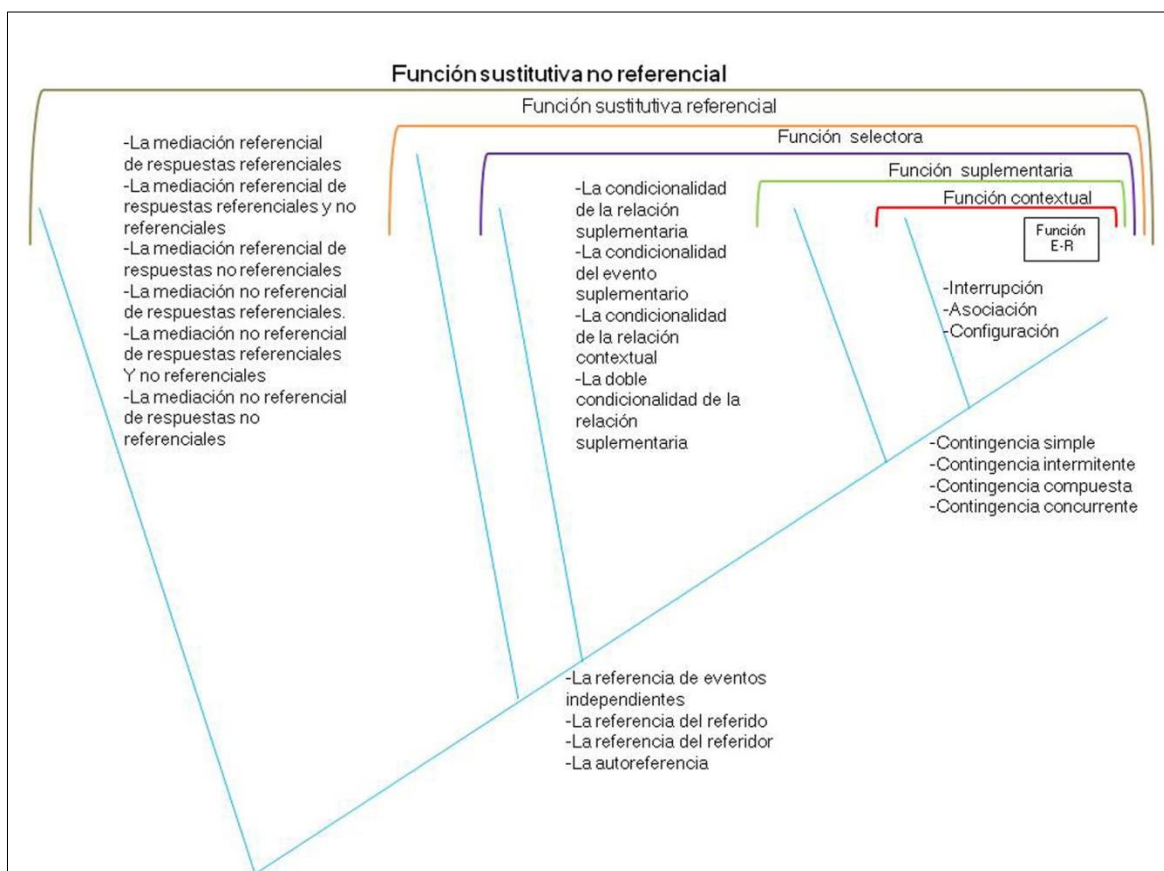 Función sustitutiva no referencial
Función sustitutiva referencial
Función selectora
Función suplementaria
Función contextual
Función
E-R
-La mediación referencial
de respuestas referenciales
-La mediación referencial de
respuestas referenciales y no
referenciales
-La mediación referencial de
respuestas no referenciales
-La mediación no referencial
de respuestas referenciales.
-La mediación no referencial
de respuestas referenciales
Y no referenciales
-La mediación no referencial
de respuestas no
referenciales
-La condicionalidad
de la relación
suplementaria
-La condicionalidad
del evento
suplementario
-La condicionalidad
de la relación
contextual
-La doble
condicionalidad de la
relación
suplementaria
-Interrupción
-Asociación
-Configuración
-Contingencia simple
-Contingencia intermitente
-Contingencia compuesta
-Contingencia concurrente
-La referencia de eventos
independientes
-La referencia del referido
-La referencia del referidor
-La autoreferencia